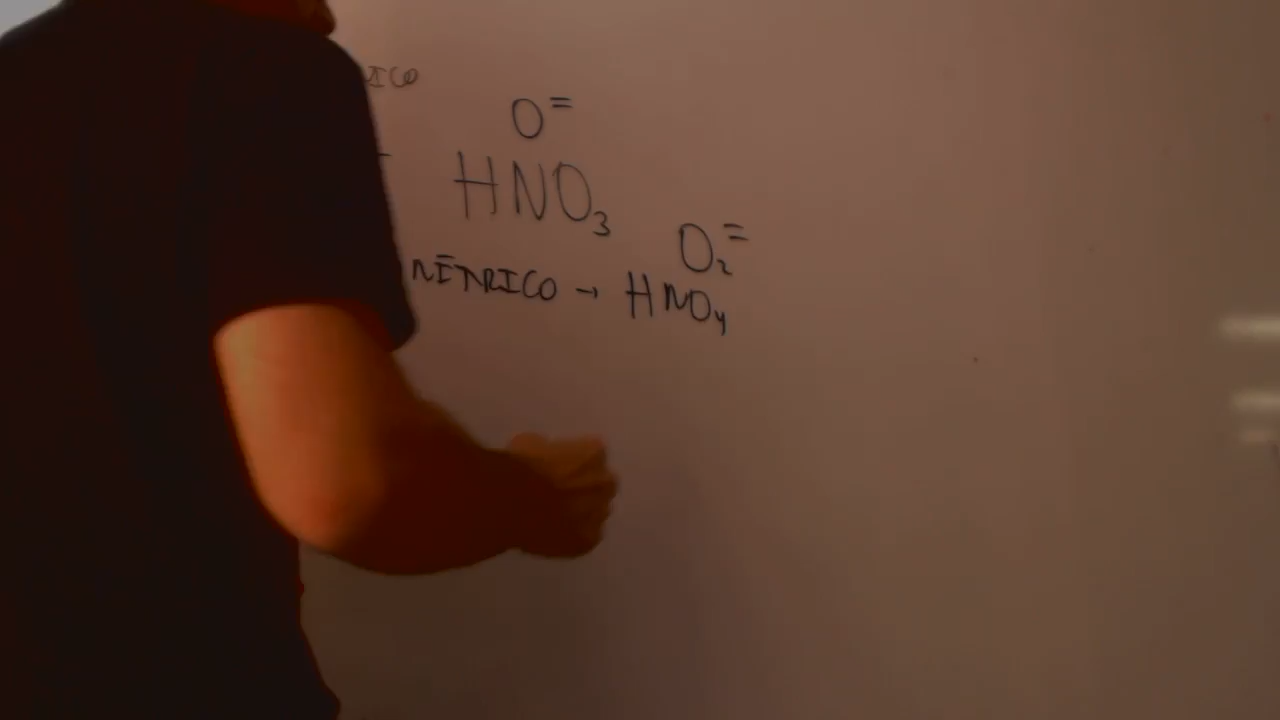 O⁼
HNO₃
O₂⁼
NÍTRICO → HNO₄